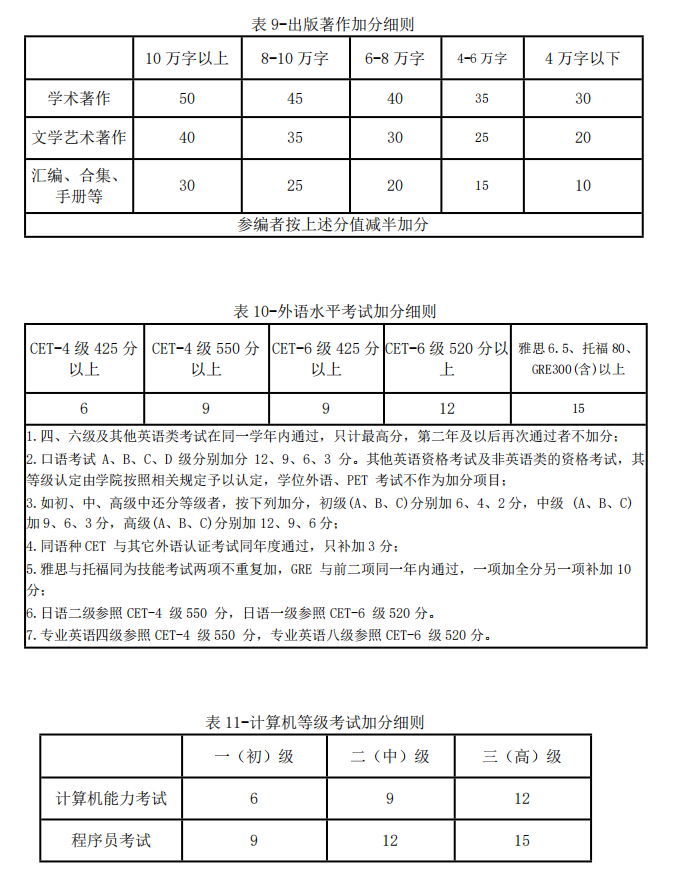 表 9-出版著作加分细则
10 万字以上 8-10 万字 6-8 万字 4-6 万字 4 万字以下
学术著作 50 45 40 35 30
文学艺术著作 40 35 30 25 20
汇编、合集、
手册等 30 25 20 15 10
参编者按上述分值减半加分
表 10-外语水平考试加分细则
CET-4 级 425 分以上 CET-4 级 550 分以上 CET-6 级 425 分以上 CET-6 级 520 分以上 雅思 6.5、托福 80、GRE300(含)以上
6 9 9 12 15
1.四、六级及其他英语类考试在同一学年内通过，只计最高分，第二年及以后再次通过者不加分；
2.口语考试 A、B、C、D 级分别加分 12、9、6、3 分。其他英语资格考试及非英语类的资格考试，其
等级认定由学院按照相关规定予以认定，学位外语、PET 考试不作为加分项目；
3.如初、中、高级中还分等级者，按下列加分，初级(A、B、C)分别加 6、4、2 分，中级 (A、B、C)
加 9、6、3 分，高级(A、B、C)分别加 12、9、6 分；
4.同语种 CET 与其它外语认证考试同年度通过，只补加 3 分；
5.雅思与托福同为技能考试两项不重复加，GRE 与前二项同一年内通过，一项加全分另一项补加 10
分；
6.日语二级参照 CET-4 级 550 分，日语一级参照 CET-6 级 520 分。
7.专业英语四级参照 CET-4 级 550 分，专业英语八级参照 CET-6 级 520 分。
表 11-计算机等级考试加分细则
一（初）级 二（中）级 三（高）级
计算机能力考试 6 9 12
程序员考试 9 12 15